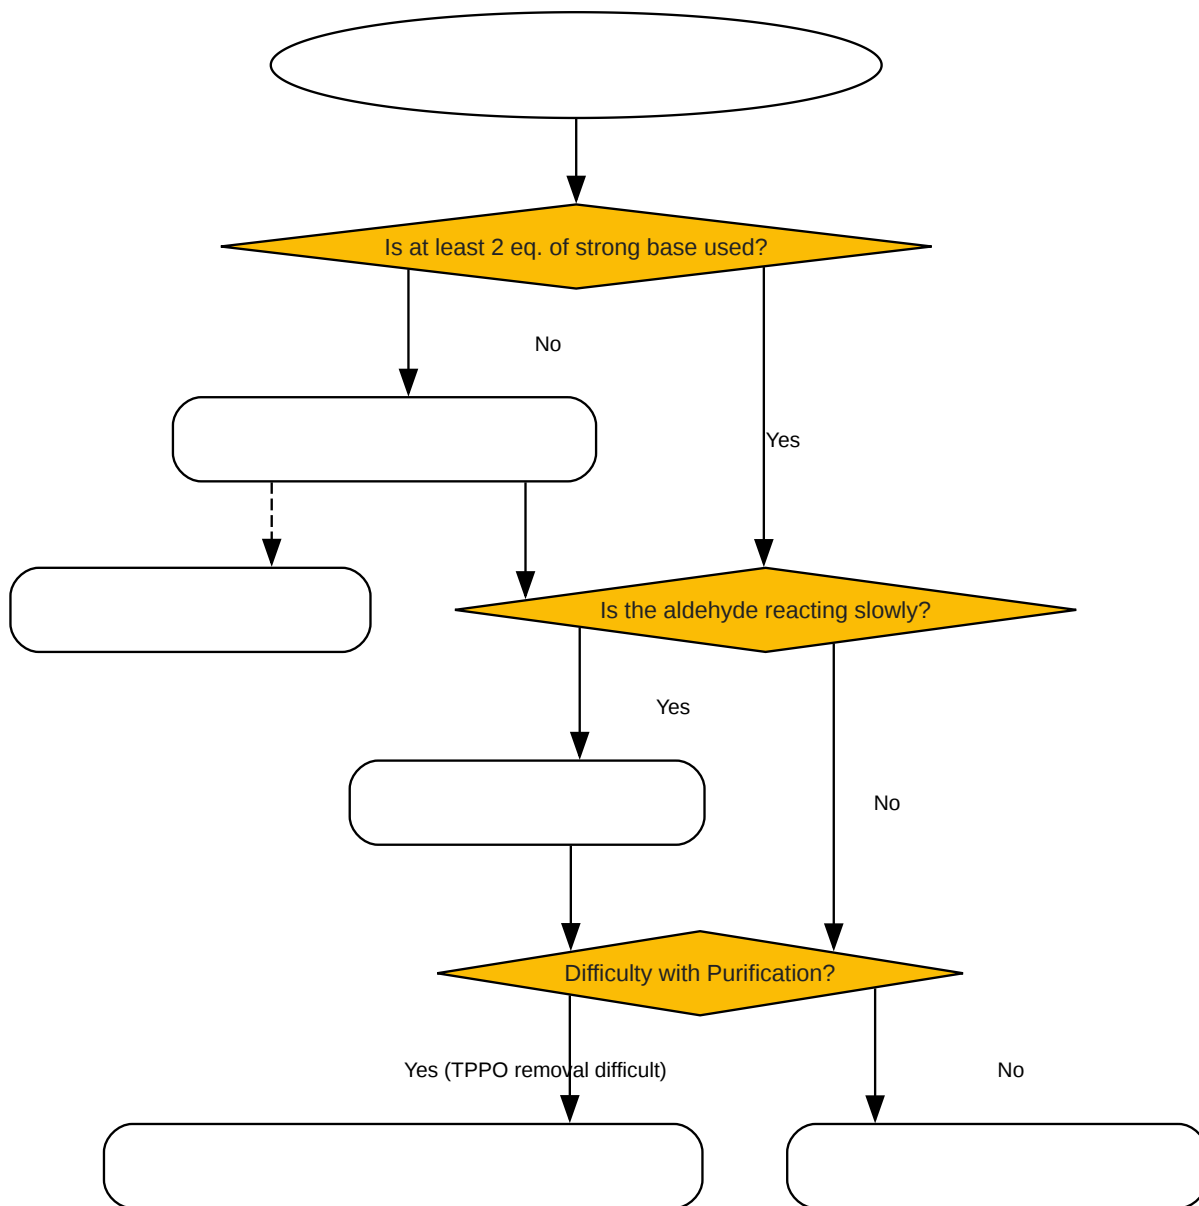 Is at least 2 eq. of strong base used?
No
Yes
Is the aldehyde reacting slowly?
Yes
No
Difficulty with Purification?
Yes (TPPO removal difficult)
No